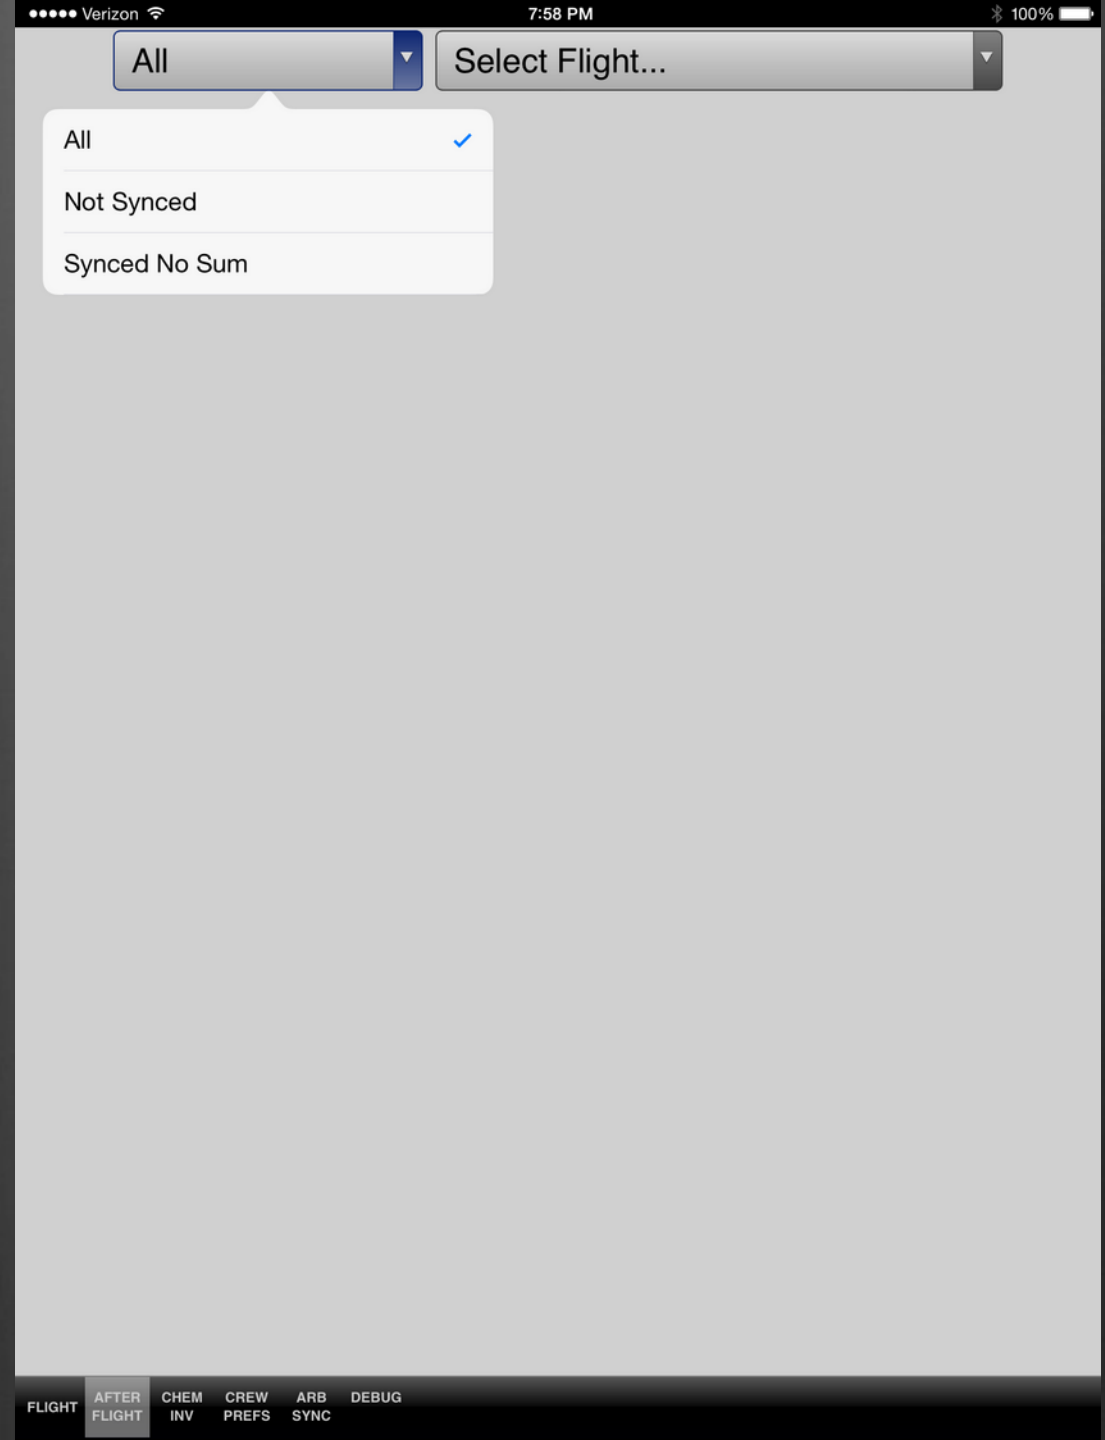 Verizon 7:58 PM 100%
All Select Flight...
All
Not Synced
Synced No Sum
FLIGHT
AFTER
FLIGHT
CHEM
INV
CREW
PREFS
ARB
SYNC
DEBUG